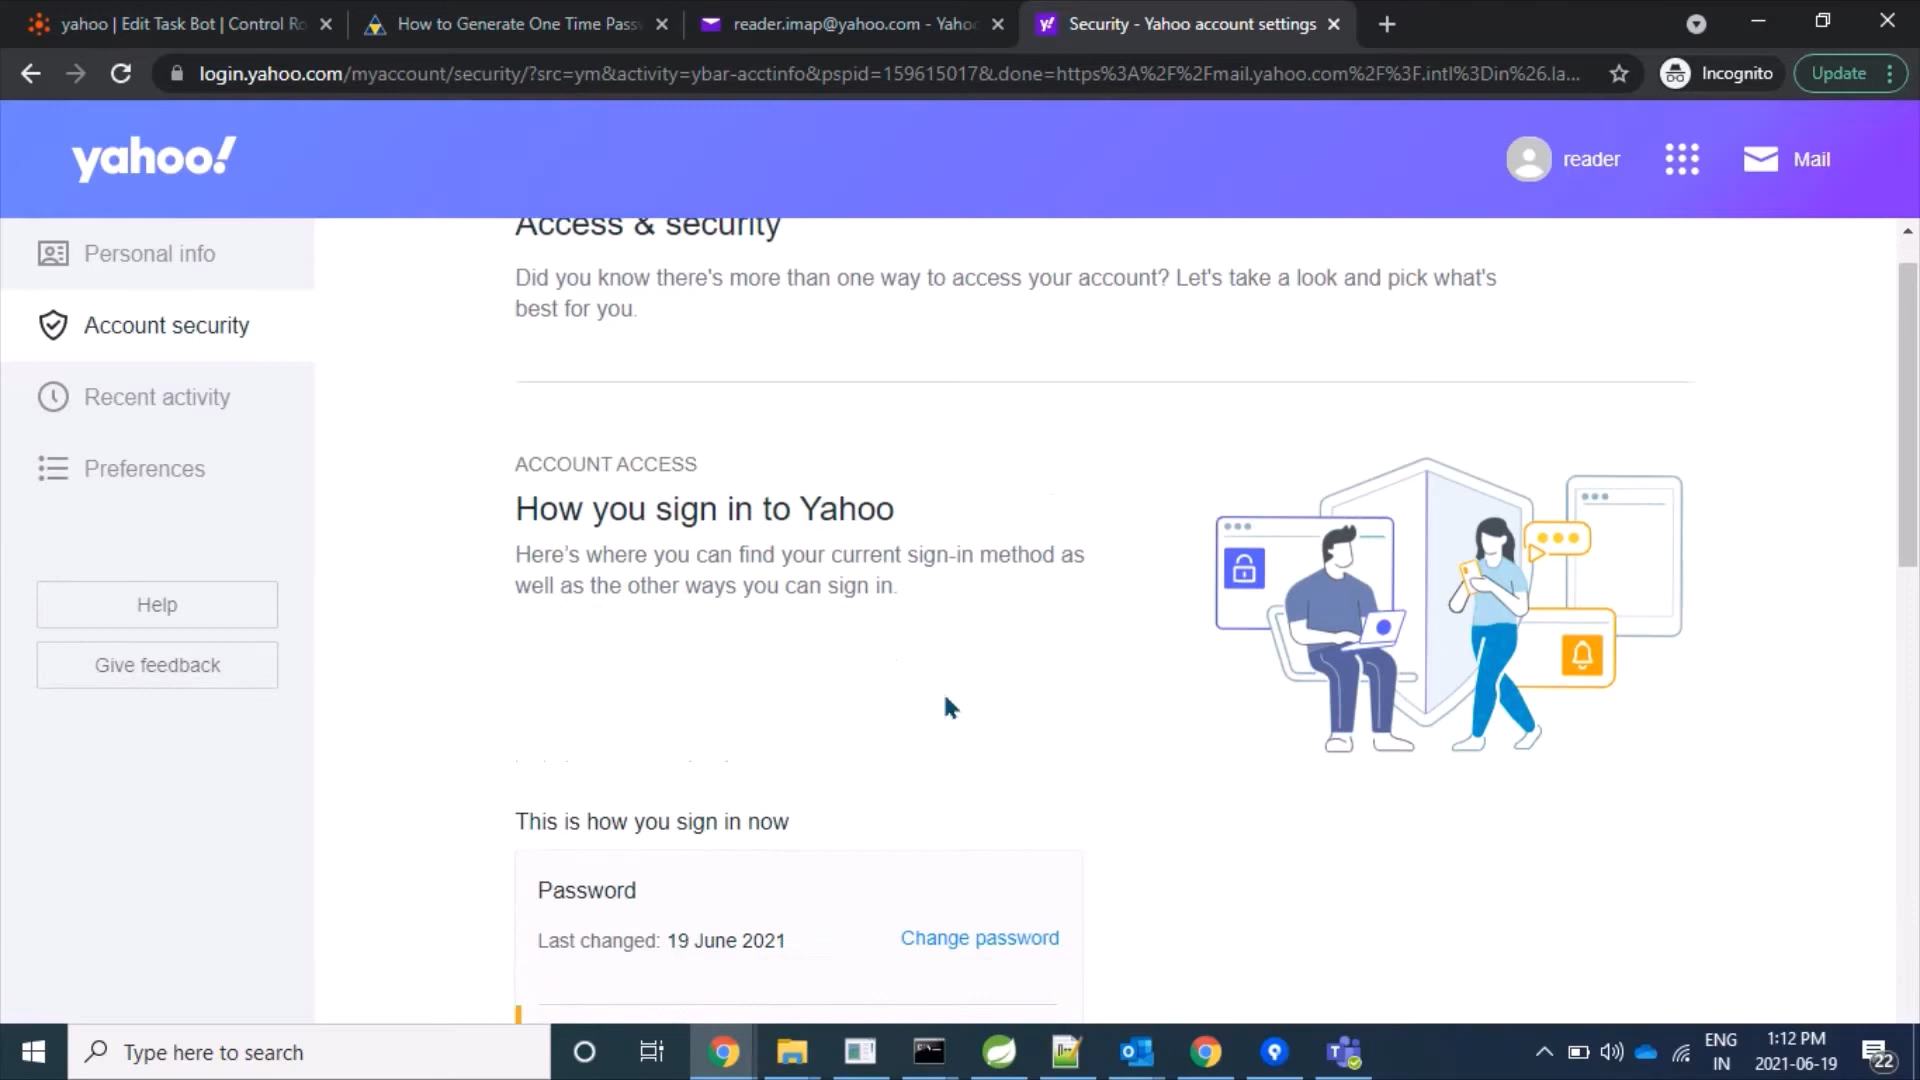 yahoo | Edit Task Bot | Control Ro
How to Generate One Time Pass
reader.imap@yahoo.com - Yahoo
Security - Yahoo account settings
login.yahoo.com/myaccount/security/?src=ym&activity=ybar-acctinfo&pspid=159615017&.done=https%3A%2F%2Fmail.yahoo.com%2F%3F.intl%3Din%26.la...
Incognito
Update
yahoo!
reader
Mail
Personal info
Account security
Recent activity
Preferences
Help
Give feedback
Access & security
Did you know there's more than one way to access your account? Let's take a look and pick what's
best for you.
ACCOUNT ACCESS
How you sign in to Yahoo
Here’s where you can find your current sign-in method as
well as the other ways you can sign in.
This is how you sign in now
Password
Last changed: 19 June 2021
Change password
Type here to search
ENG
IN
1:12 PM
2021-06-19
22